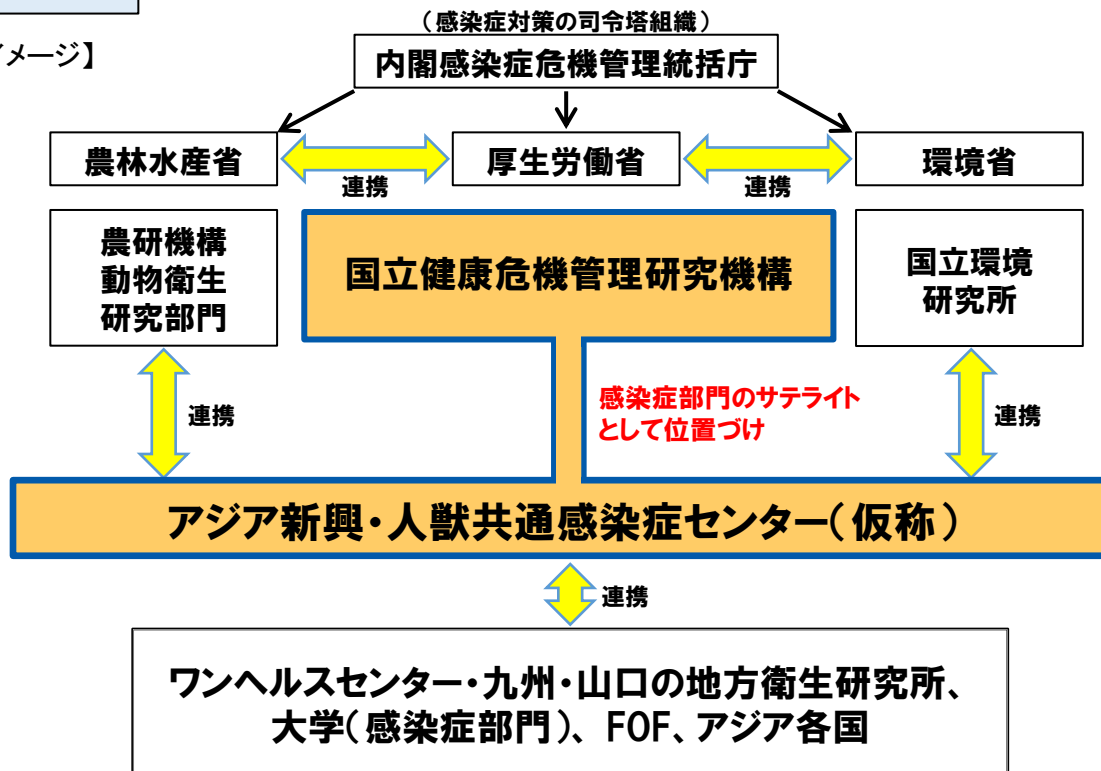 (感染症対策の司令塔組織)
メージ】
内閣感染症危機管理統括庁
農林水産省
厚生労働省
環境省
連携
連携
農研機構
動物衛生
研究部門
国立健康危機管理研究機構
国立環境
研究所
感染症部門のサテライト
として位置づけ
連携
連携
アジア新興・人獣共通感染症センター(仮称)
連携
ワンヘルスセンター・九州・山口の地方衛生研究所、
大学(感染症部門)、FOF、アジア各国